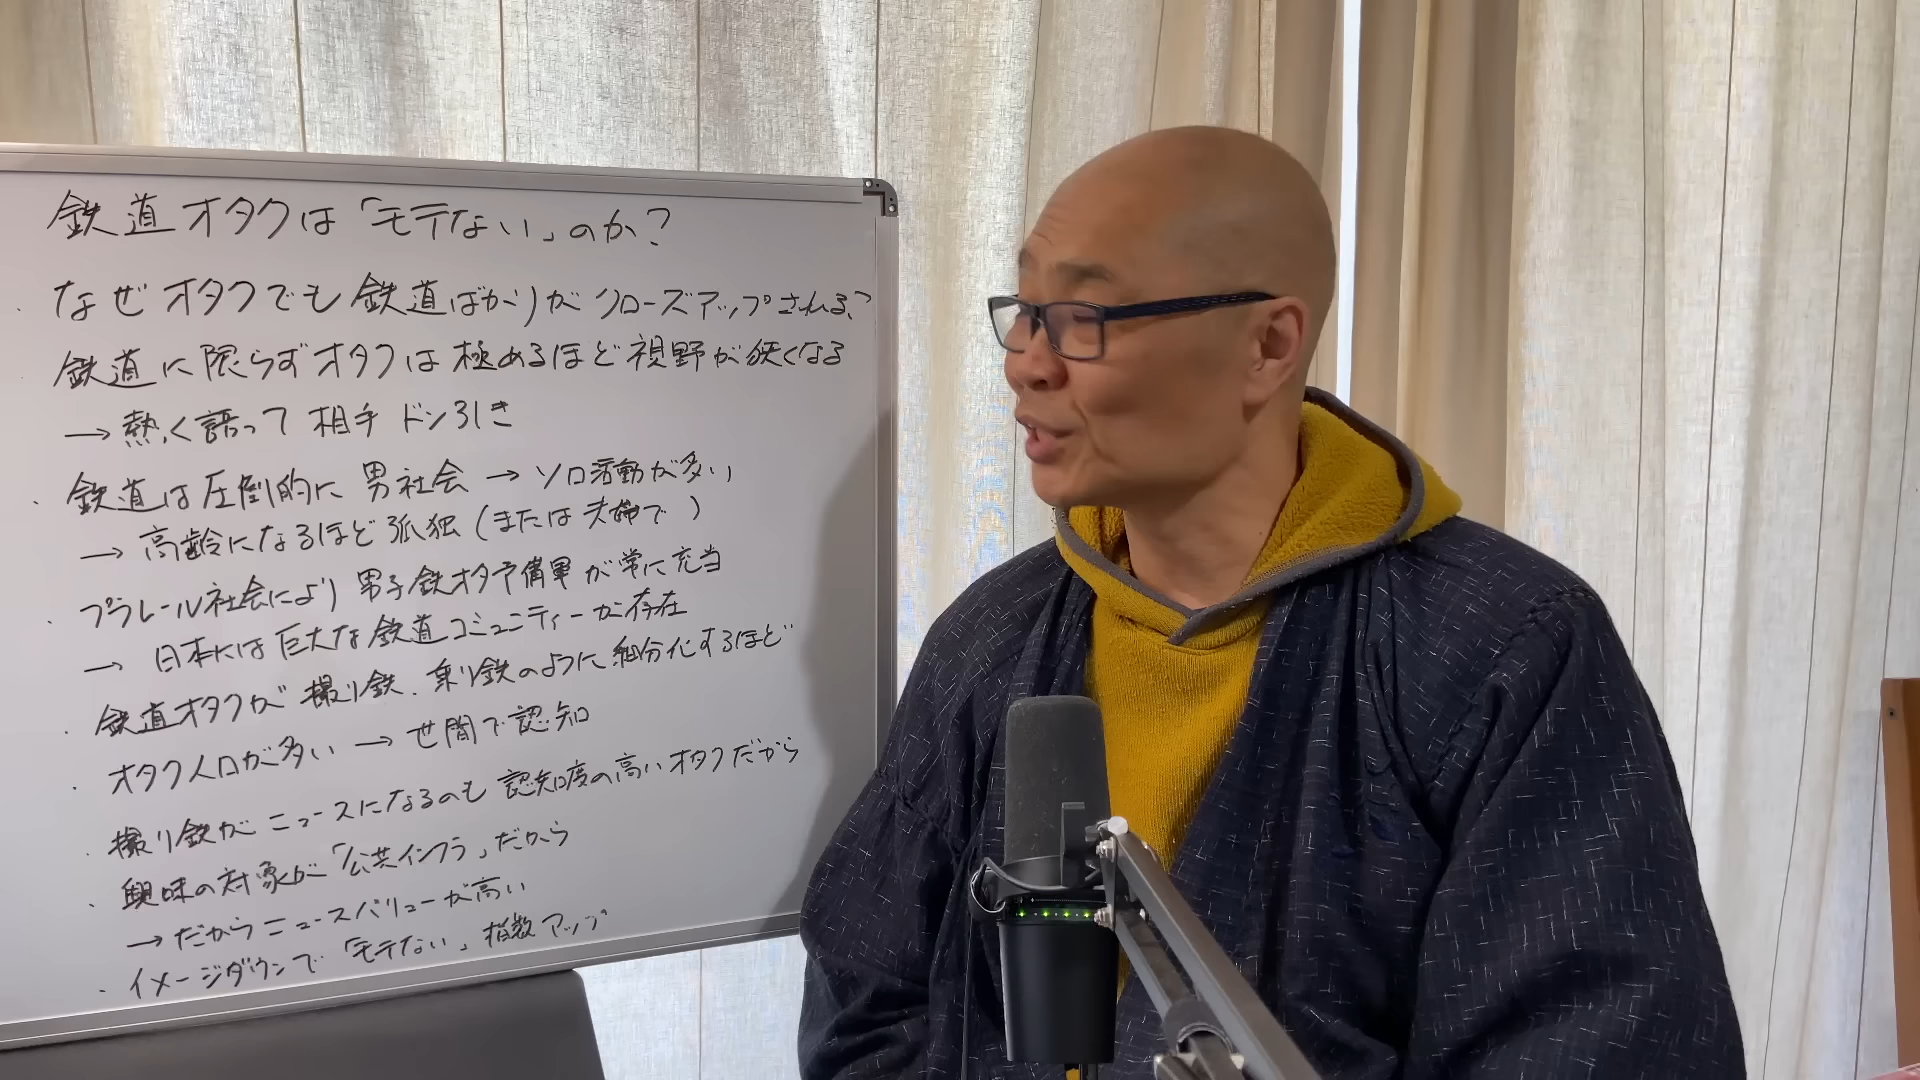 鉄道オタクは「モテない」のか?
・なぜオタクでも鉄道ばかりがクローズアップされる?
・鉄道に限らずオタクは極めるほど視野が狭くなる
→熱く語って相手ドン引き
・鉄道は圧倒的に男社会→ソロ活動が多い
→高齢になるほど孤独(または夫婦で)
・プラレール社会により男子鉄オタ予備軍が常に充当
→日本には巨大な鉄道コミュニティーが存在
・鉄道オタクが撮り鉄、乗り鉄のように細分化するほど
・オタク人口が多い→世間で認知
・撮り鉄がニュースになるのも認知度の高いオタクだから
・興味の対象が「公共インフラ」だから
→だからニュースバリューが高い
・イメージダウンで「モテない」指数アップ